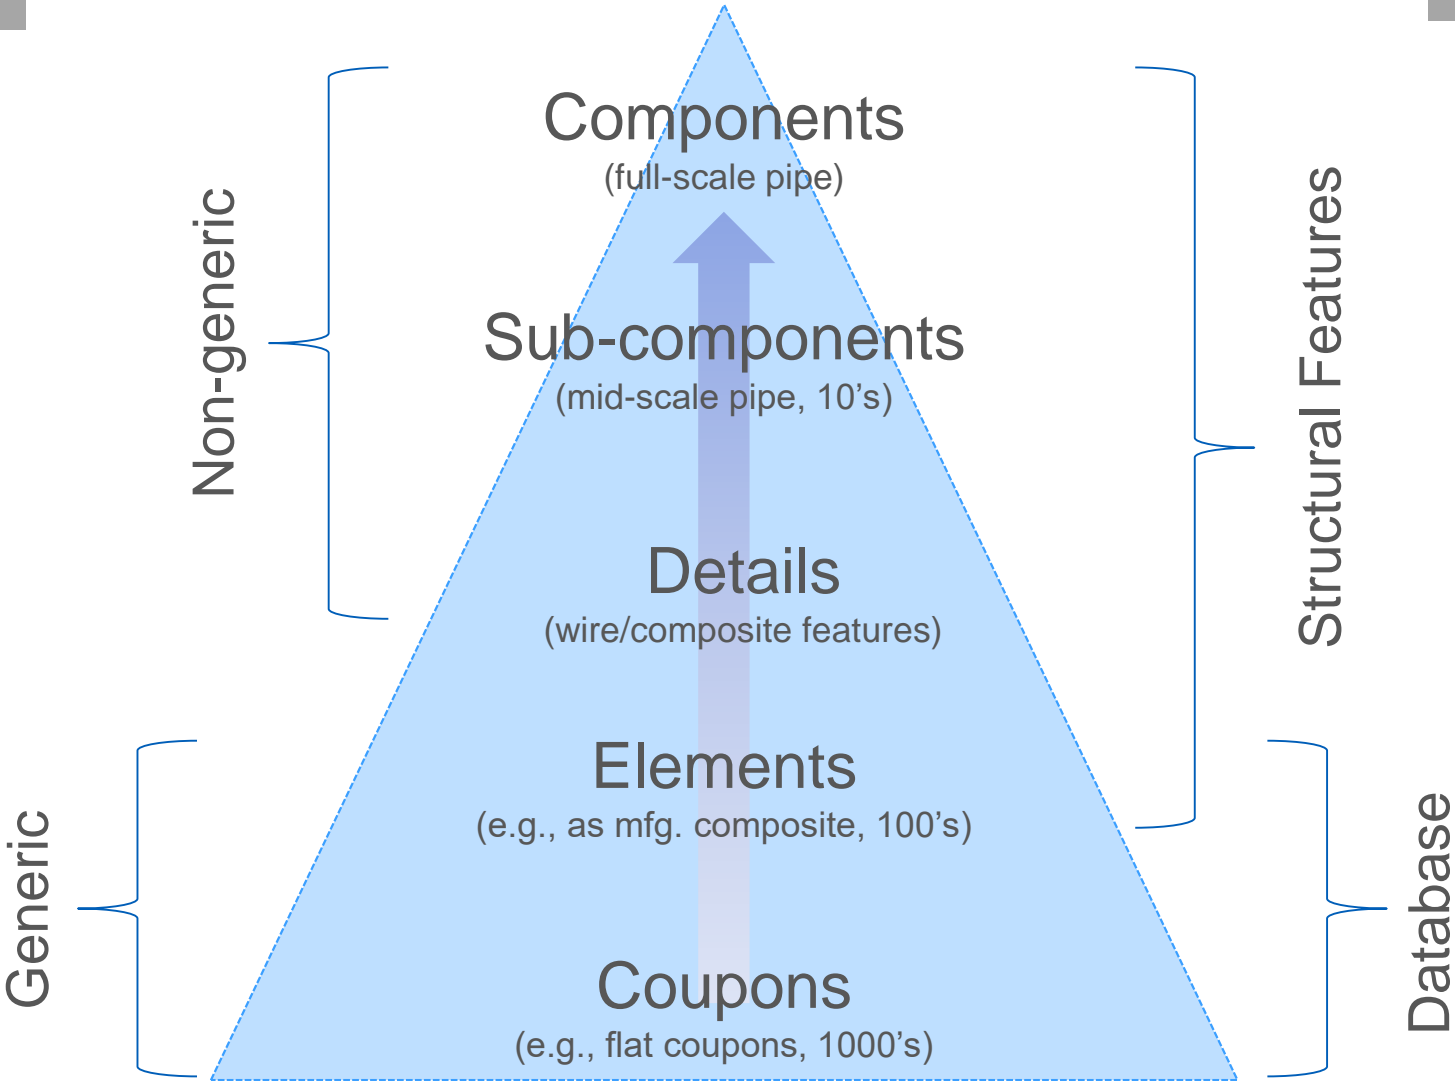 Components
(full-scale pipe)
Non-generic
Structural Features
Sub-components
(mid-scale pipe, 10’s)
Details
(wire/composite features)
Elements
(e.g., as mfg. composite, 100’s)
Generic
Database
Coupons
(e.g., flat coupons, 1000’s)